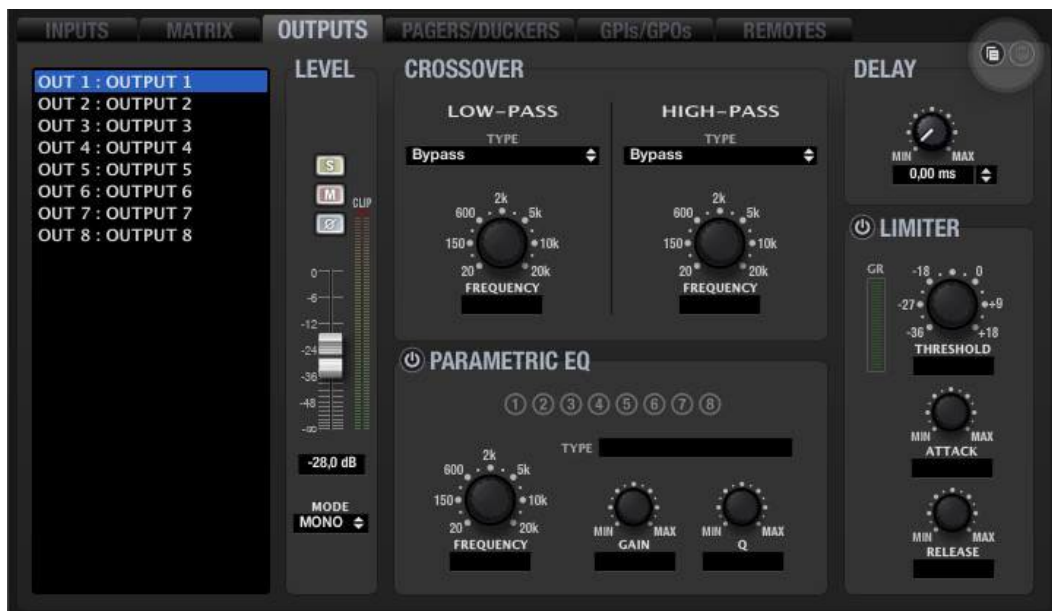 INPUTS MATRIX OUTPUTS PAGERS/DUCKERS GPIs/GPOs REMOTES
OUT 1 : OUTPUT 1
OUT 2 : OUTPUT 2
OUT 3 : OUTPUT 3
OUT 4 : OUTPUT 4
OUT 5 : OUTPUT 5
OUT 6 : OUTPUT 6
OUT 7 : OUTPUT 7
OUT 8 : OUTPUT 8
LEVEL
S
M
CLIP
Ø
0
-6
-12
-24
-36
-48
-∞
-28,0 dB
MODE
MONO
CROSSOVER
LOW-PASS
TYPE
Bypass
2k
600 5k
150 10k
20 20k
FREQUENCY
HIGH-PASS
TYPE
Bypass
2k
600 5k
150 10k
20 20k
FREQUENCY
PARAMETRIC EQ
1 2 3 4 5 6 7 8
TYPE
2k
600 5k
150 10k
20 20k
FREQUENCY
MIN MAX
GAIN
MIN MAX
Q
DELAY
MIN MAX
0,00 ms
LIMITER
GR
-18 0
-27 +9
-36 +18
THRESHOLD
MIN MAX
ATTACK
MIN MAX
RELEASE